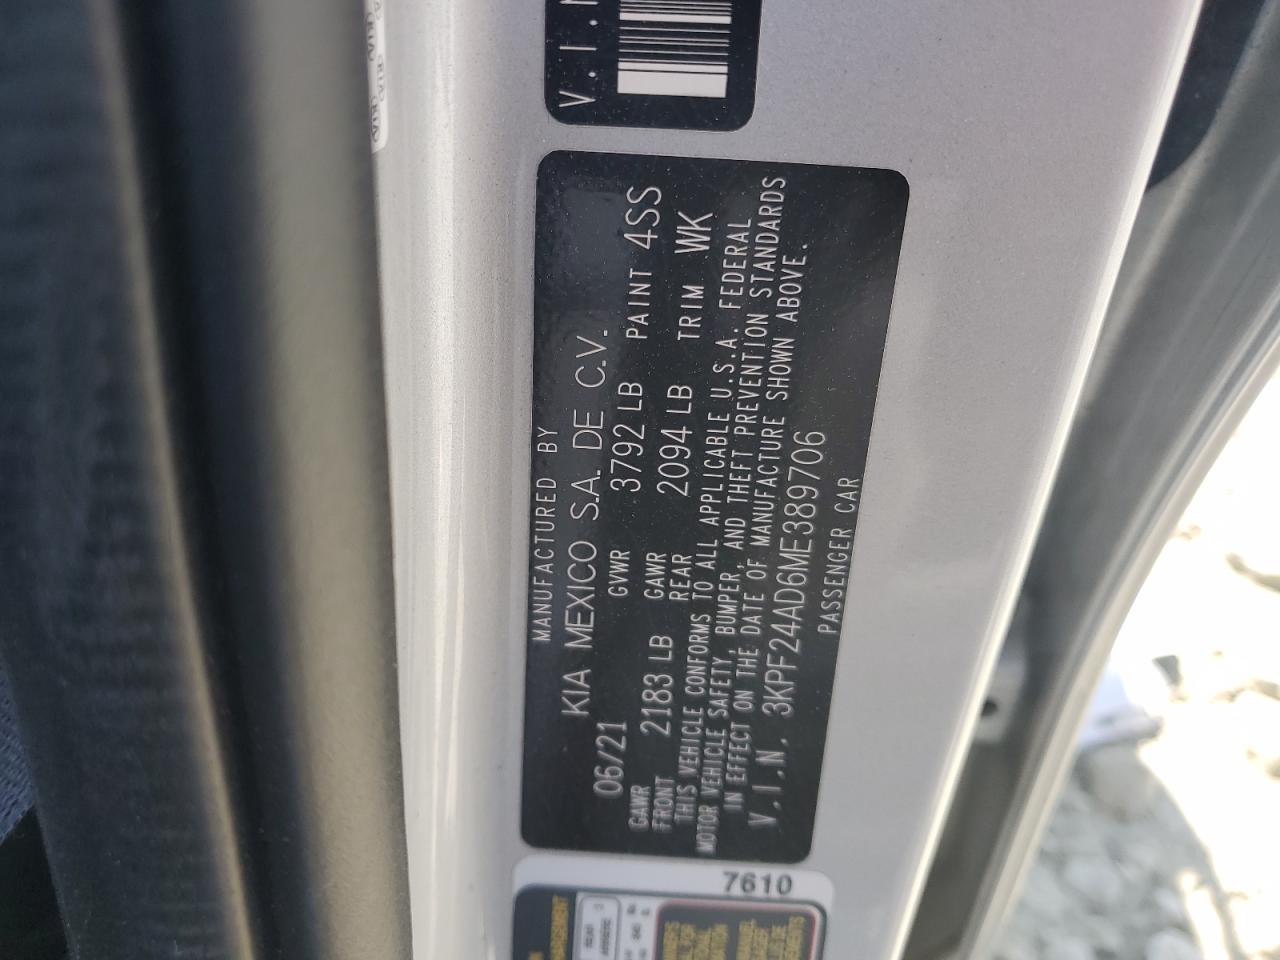 V.I.N
MANUFACTURED BY
KIA MEXICO S.A. DE C.V.
06/21 GVWR 3792 LB PAINT 4SS
GAWR FRONT 2183 LB GAWR REAR 2094 LB TRIM WK
THIS VEHICLE CONFORMS TO ALL APPLICABLE U.S.A. FEDERAL
MOTOR VEHICLE SAFETY, BUMPER, AND THEFT PREVENTION STANDARDS
IN EFFECT ON THE DATE OF MANUFACTURE SHOWN ABOVE.
V.I.N. 3KPF24AD6ME389706
PASSENGER CAR
7610